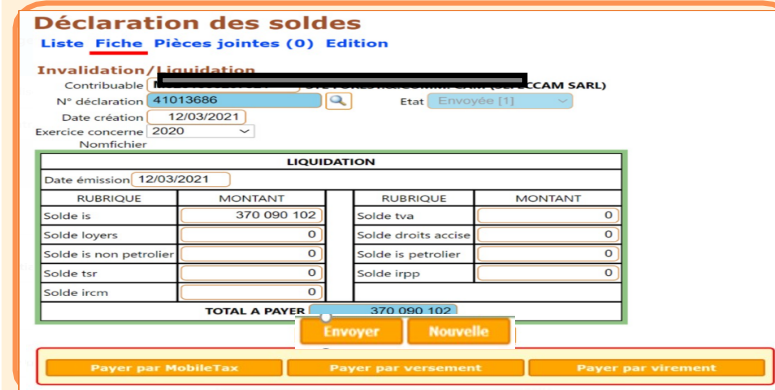 Déclaration des soldes
Liste Fiche Pièces jointes (0) Edition
Invalidation/Liquidation
Contribuable CCAM SARL)
N° déclaration 41013686 Etat Envoyée [1]
Date création 12/03/2021
Exercice concerne 2020
Nomfichier
LIQUIDATION
Date émission 12/03/2021
RUBRIQUE MONTANT RUBRIQUE MONTANT
Solde is 370 090 102 Solde tva 0
Solde loyers 0 Solde droits accise 0
Solde is non petrolier 0 Solde is petrolier 0
Solde tsr 0 Solde irpp 0
Solde ircm 0
TOTAL A PAYER 370 090 102
Envoyer Nouvelle
Payer par MobileTax Payer par versement Payer par virement